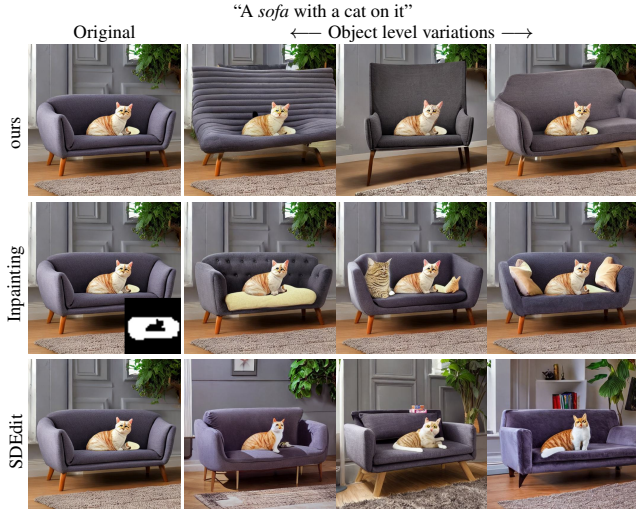 “A sofa with a cat on it”
Original
←— Object level variations —→
ours
Inpainting
SDEdit